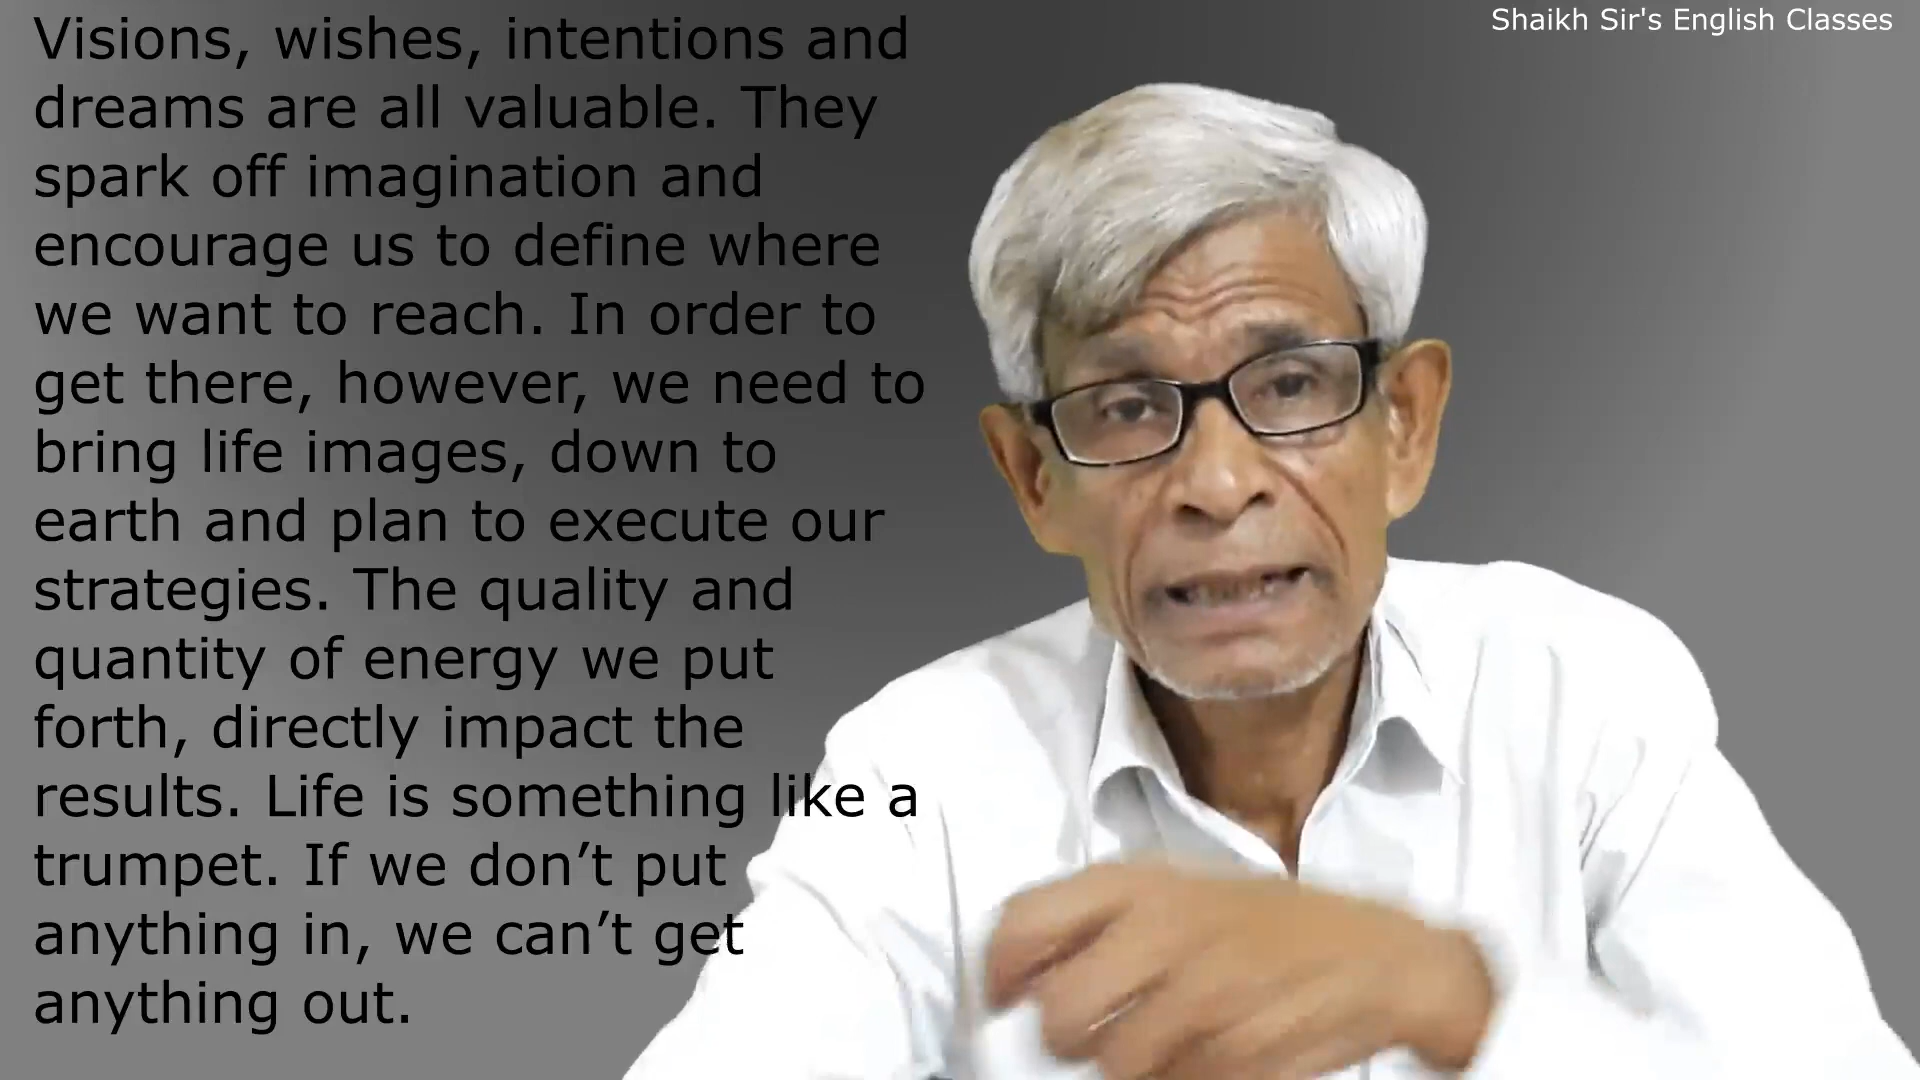 Shaikh Sir's English Classes
Visions, wishes, intentions and
dreams are all valuable. They
spark off imagination and
encourage us to define where
we want to reach. In order to
get there, however, we need to
bring life images, down to
earth and plan to execute our
strategies. The quality and
quantity of energy we put
forth, directly impact the
results. Life is something like a
trumpet. If we don’t put
anything in, we can’t get
anything out.